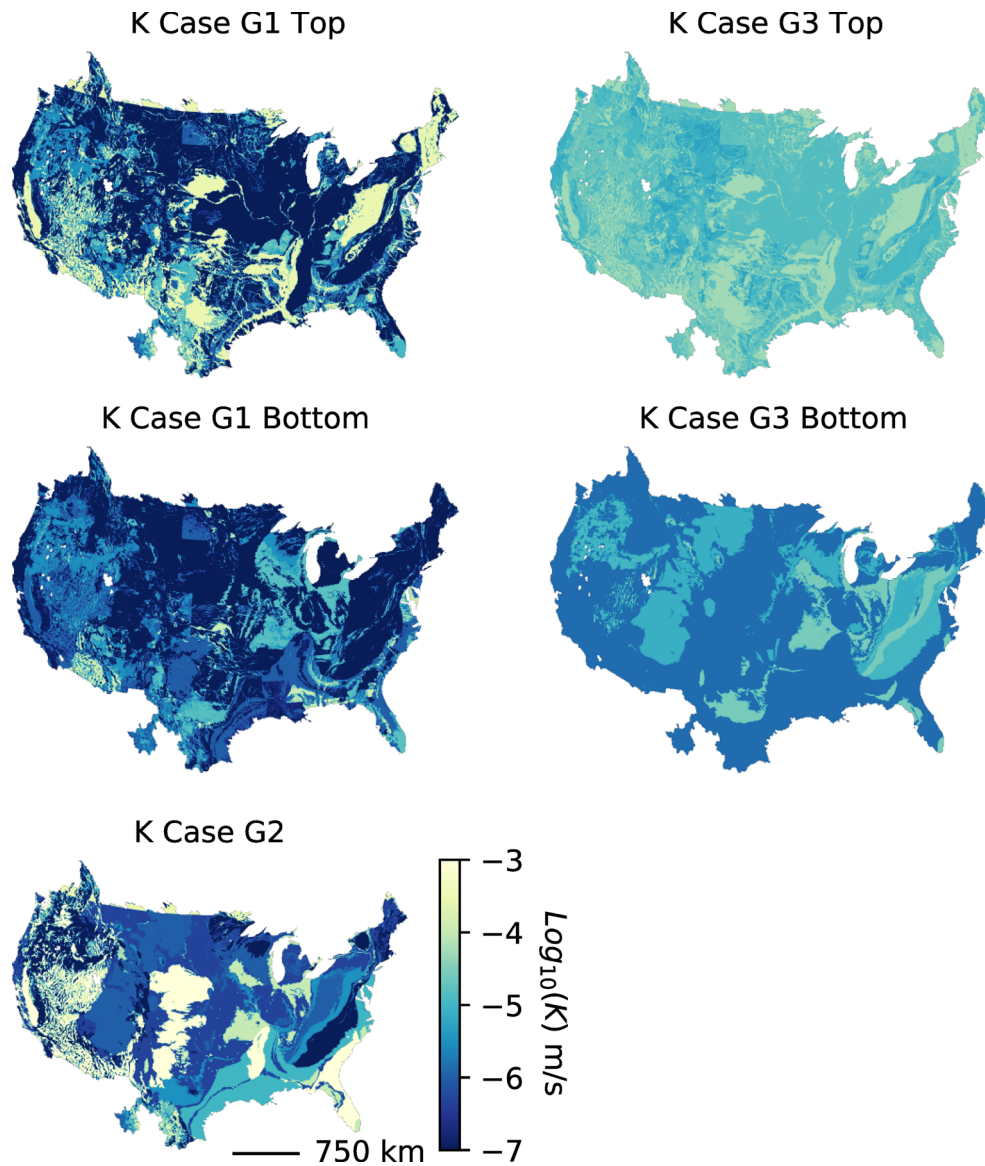 K Case G1 Top
K Case G3 Top
K Case G1 Bottom
K Case G3 Bottom
K Case G2
−3
−4
−5
−6
−7
Log₁₀(K) m/s
750 km